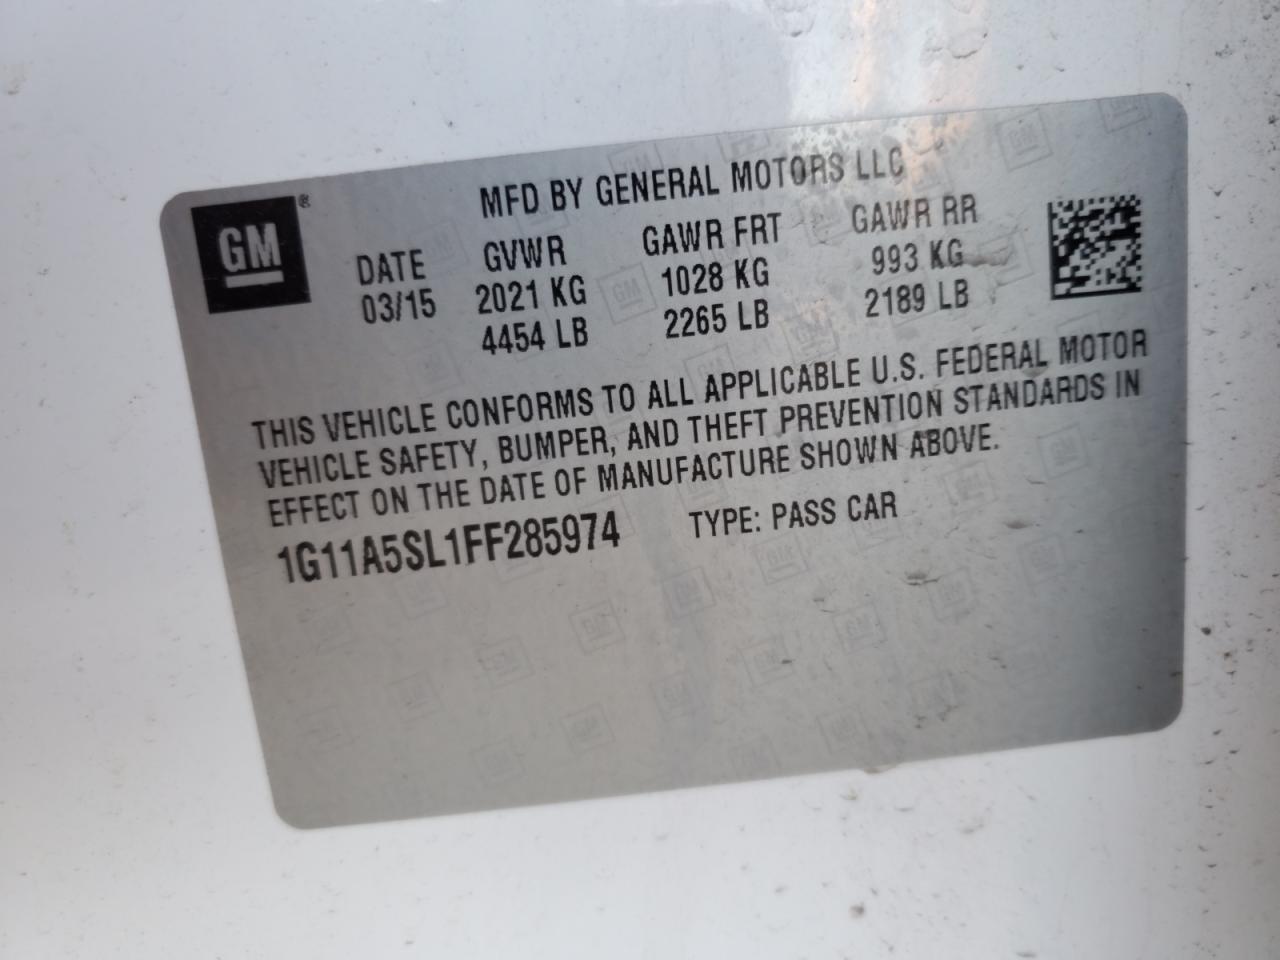 GM®
MFD BY GENERAL MOTORS LLC
DATE GVWR GAWR FRT GAWR RR
03/15 2021 KG 1028 KG 993 KG
4454 LB 2265 LB 2189 LB
THIS VEHICLE CONFORMS TO ALL APPLICABLE U.S. FEDERAL MOTOR
VEHICLE SAFETY, BUMPER, AND THEFT PREVENTION STANDARDS IN
EFFECT ON THE DATE OF MANUFACTURE SHOWN ABOVE.
1G11A5SL1FF285974 TYPE: PASS CAR